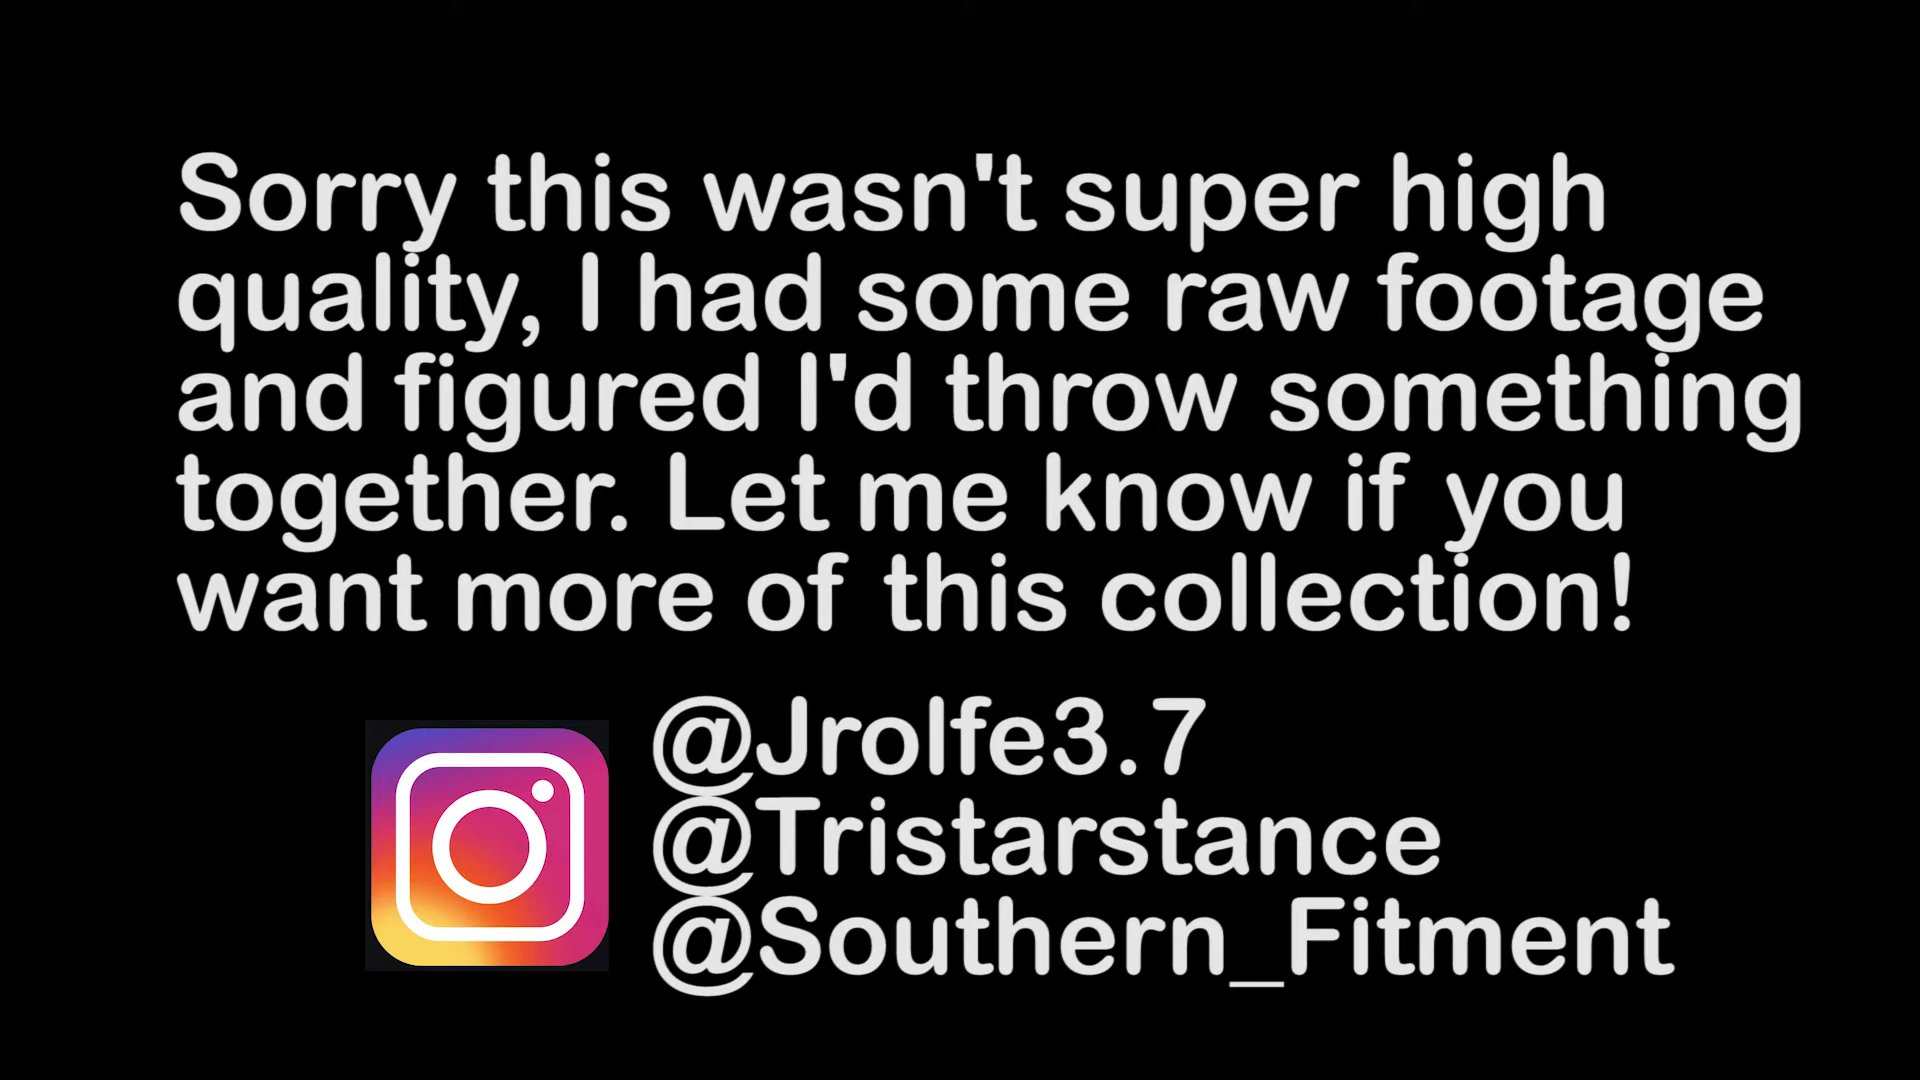 Sorry this wasn't super high
quality, I had some raw footage
and figured I'd throw something
together. Let me know if you
want more of this collection!
@Jrolfe3.7
@Tristarstance
@Southern_Fitment